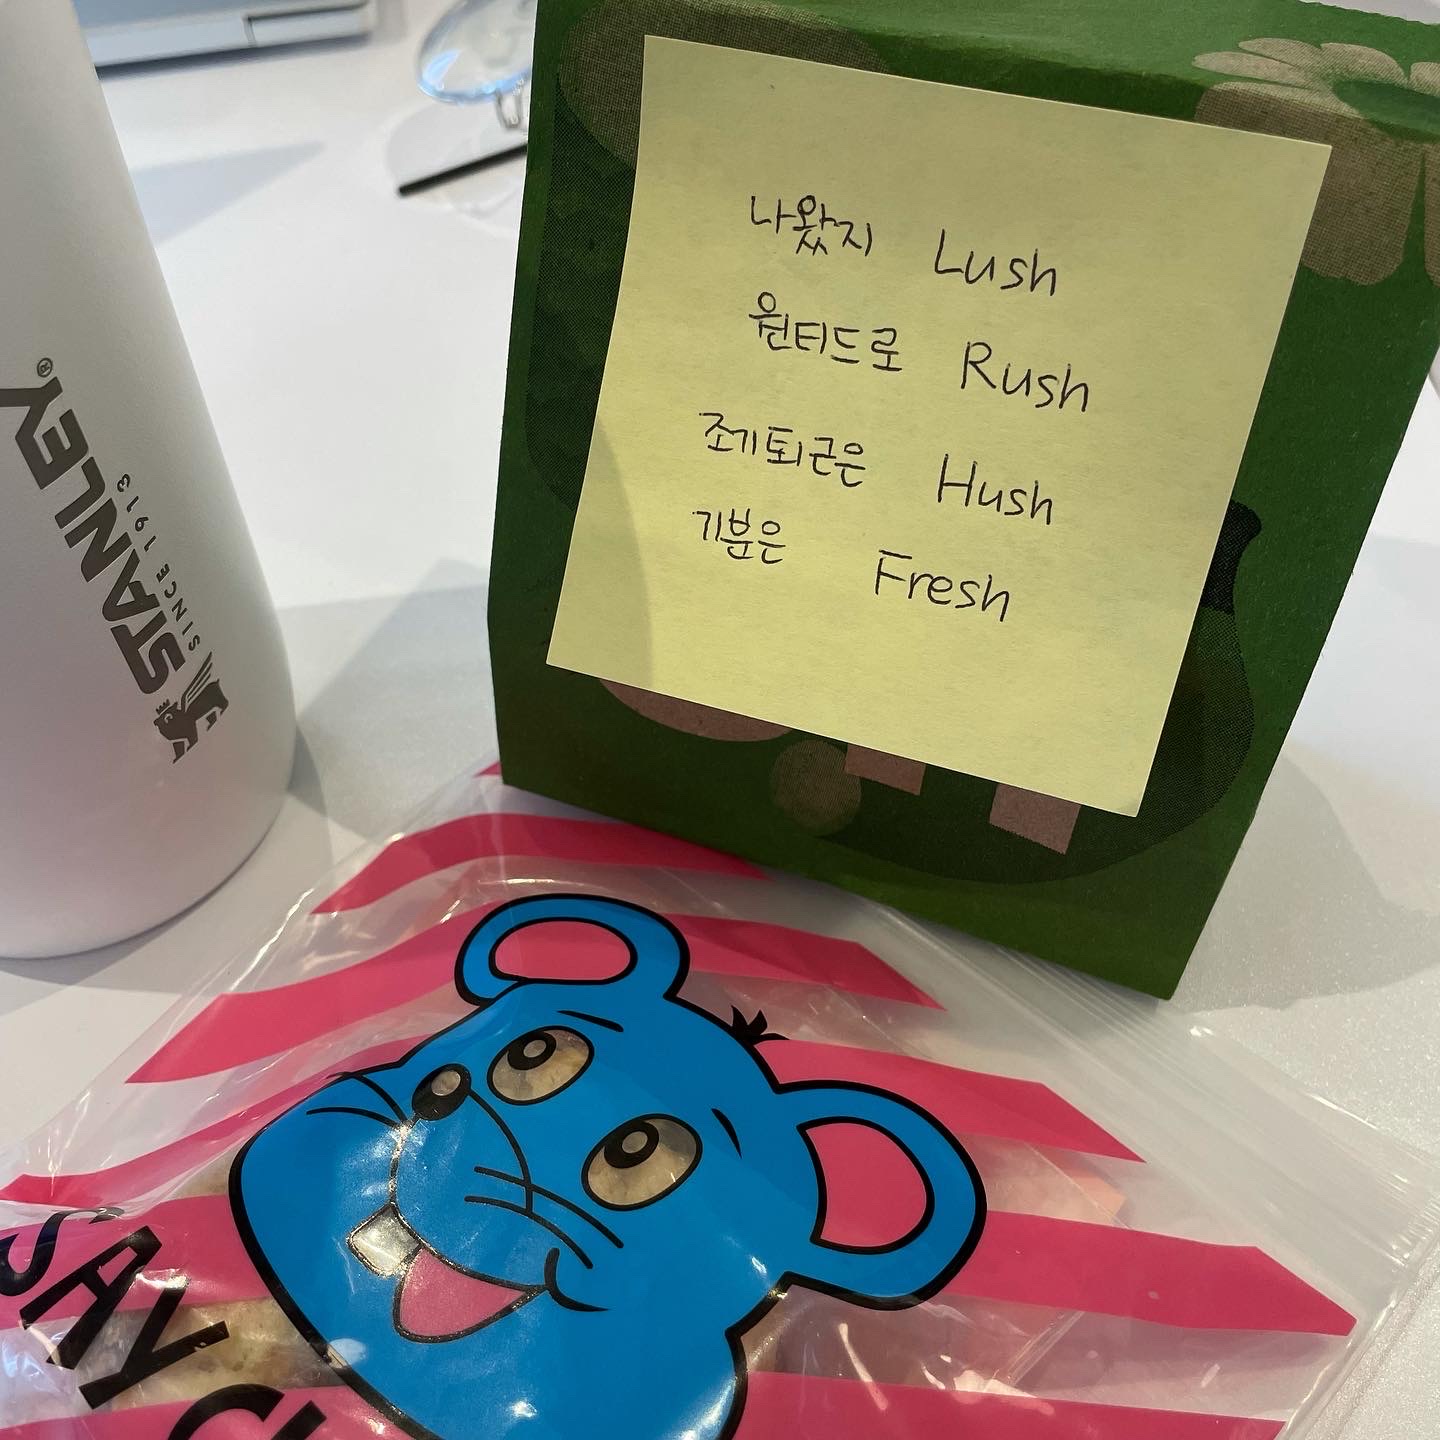 나왔지 Lush
원티드로 Rush
조기퇴근은 Hush
기분은 Fresh
STANLEY®
SINCE 1913
SAY